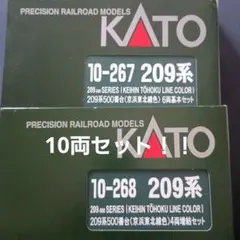 PRECISION RAILROAD MODELS
KATO
10-267 209系
209-500 SERIES [KEIHIN TŌHOKU LINE COLOR]
209系500番台(京浜東北線色)6両基本セット
PRECISION RAILROAD MODELS
KATO
10両セット！！
10-268 209系
209-500 SERIES [KEIHIN TŌHOKU LINE COLOR]
209系500番台(京浜東北線色)4両増結セット